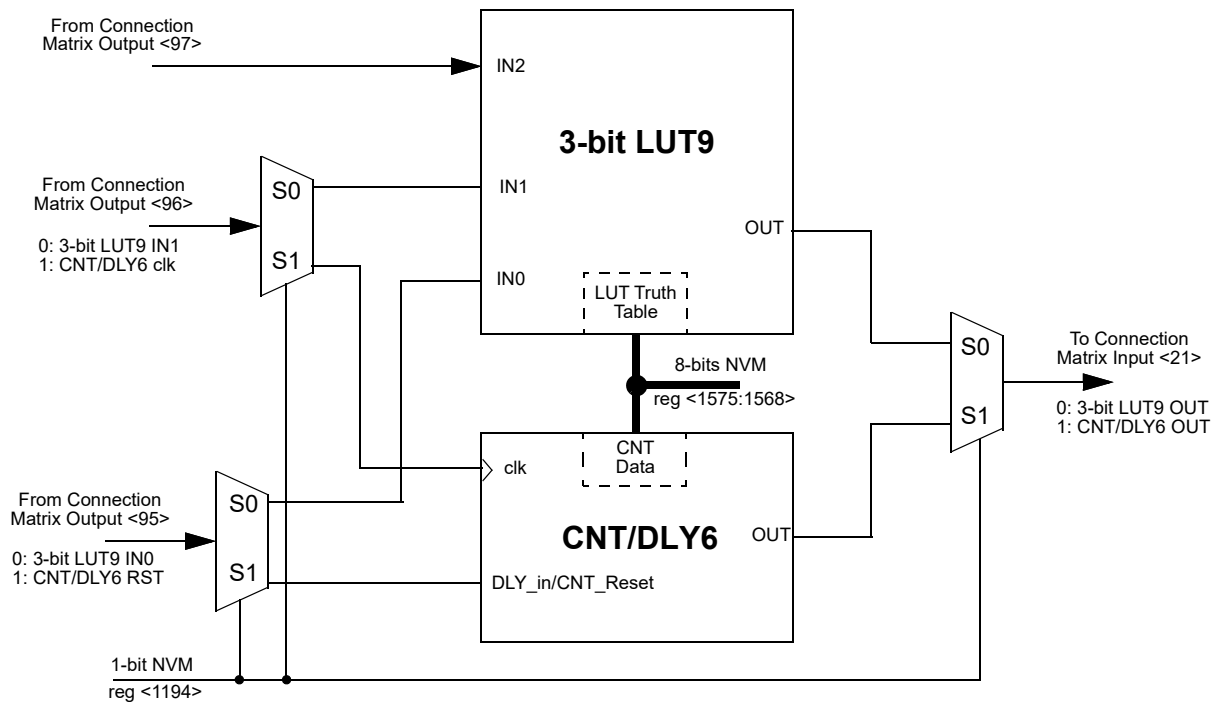 From Connection
Matrix Output <97>
IN2
3-bit LUT9
From Connection
Matrix Output <96>
0: 3-bit LUT9 IN1
1: CNT/DLY6 clk
S0
S1
IN1
IN0
OUT
LUT Truth
Table
8-bits NVM
reg <1575:1568>
S0
S1
To Connection
Matrix Input <21>
0: 3-bit LUT9 OUT
1: CNT/DLY6 OUT
CNT
Data
clk
CNT/DLY6
OUT
DLY_in/CNT_Reset
From Connection
Matrix Output <95>
0: 3-bit LUT9 IN0
1: CNT/DLY6 RST
S0
S1
1-bit NVM
reg <1194>